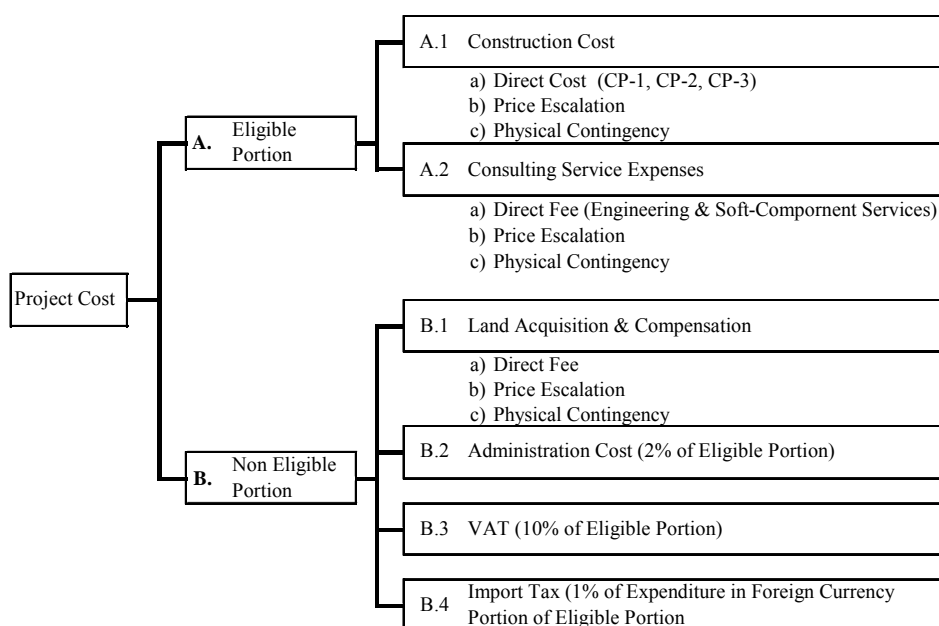 A.1 Construction Cost
a) Direct Cost (CP-1, CP-2, CP-3)
b) Price Escalation
c) Physical Contingency
A. Eligible
Portion
A.2 Consulting Service Expenses
a) Direct Fee (Engineering & Soft-Compornent Services)
b) Price Escalation
c) Physical Contingency
Project Cost
B.1 Land Acquisition & Compensation
a) Direct Fee
b) Price Escalation
c) Physical Contingency
B. Non Eligible
Portion
B.2 Administration Cost (2% of Eligible Portion)
B.3 VAT (10% of Eligible Portion)
B.4 Import Tax (1% of Expenditure in Foreign Currency
Portion of Eligible Portion